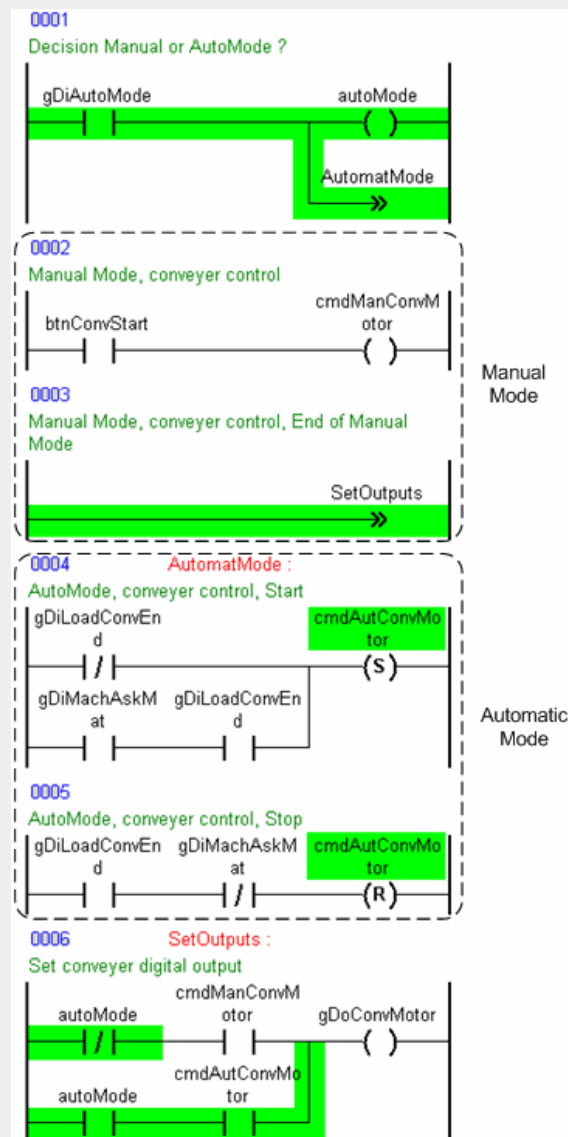 0001
Decision Manual or AutoMode ?
gDiAutoMode
autoMode
( )
AutomatMode
0002
Manual Mode, conveyer control
btnConvStart
cmdManConvM
otor
( )
Manual
Mode
0003
Manual Mode, conveyer control, End of Manual
Mode
SetOutputs
0004 AutomatMode :
AutoMode, conveyer control, Start
gDiLoadConvEn
d
cmdAutConvMo
tor
(S)
gDiMachAskM
at
gDiLoadConvEn
d
Automatic
Mode
0005
AutoMode, conveyer control, Stop
gDiLoadConvEn
d
gDiMachAskM
at
cmdAutConvMo
tor
(R)
0006 SetOutputs :
Set conveyer digital output
autoMode
cmdManConvM
otor
gDoConvMotor
( )
autoMode
cmdAutConvMo
tor